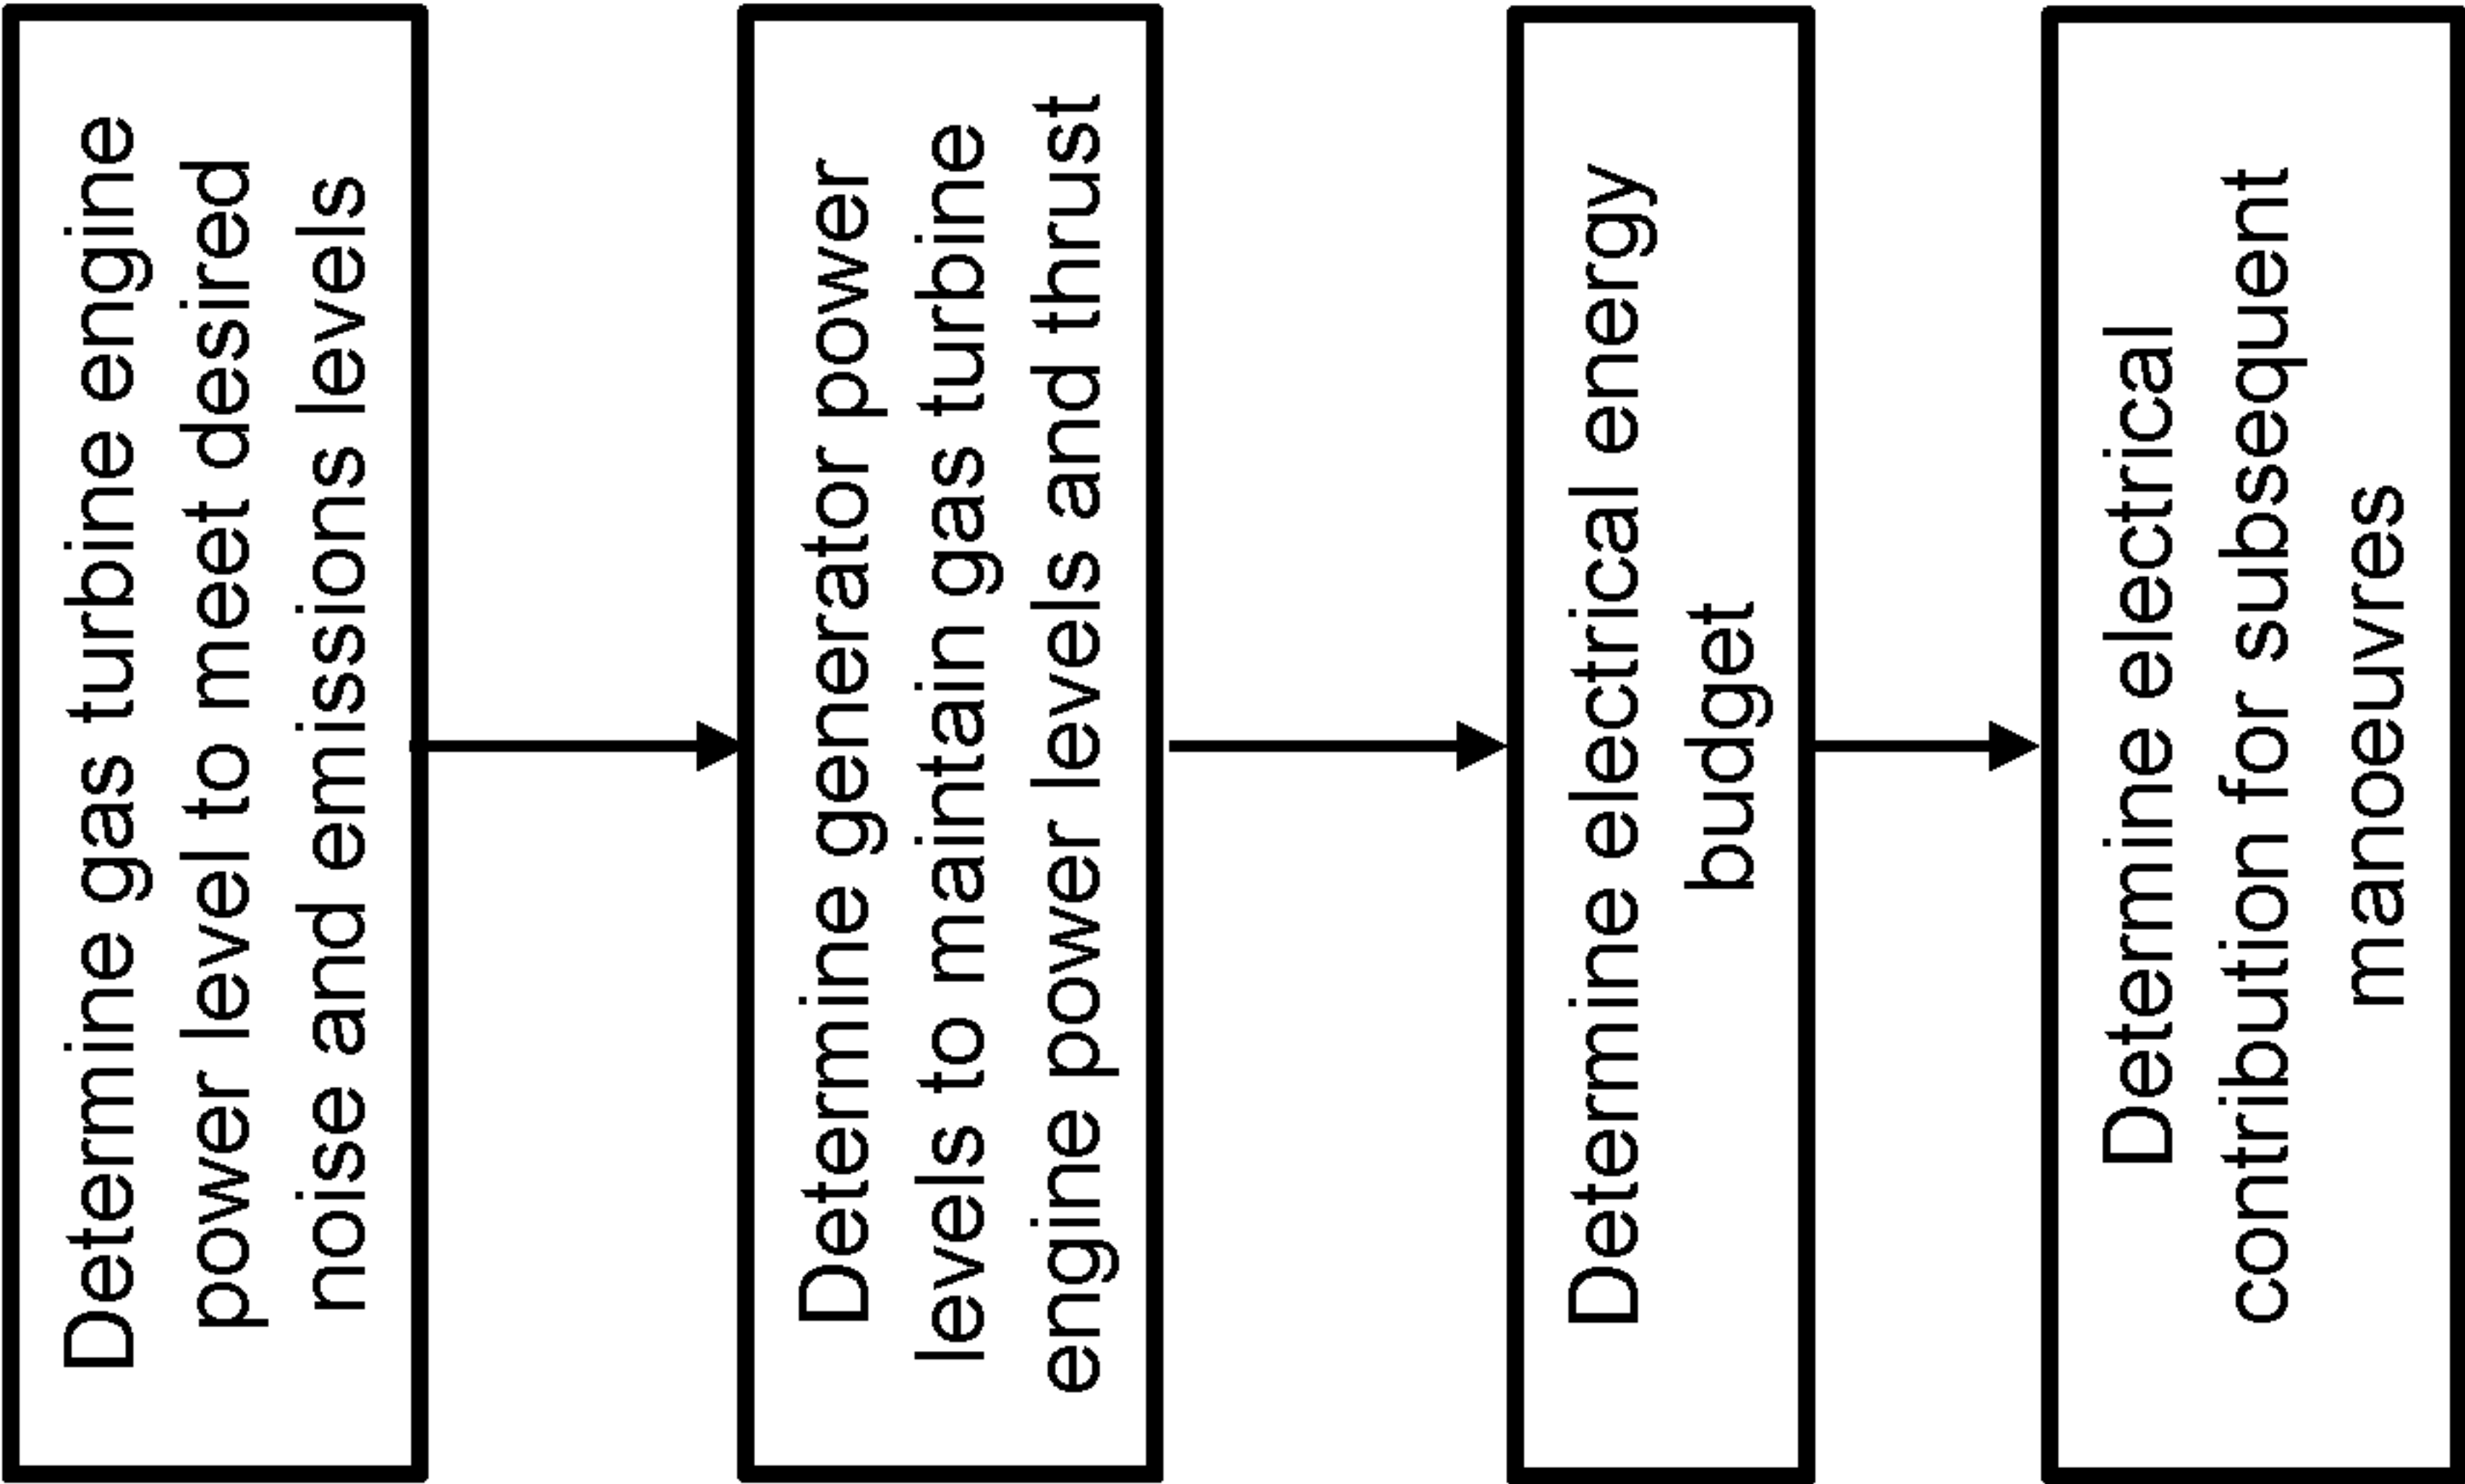 Determine gas turbine engine
power level to meet desired
noise and emissions levels
Determine generator power
levels to maintain gas turbine
engine power levels and thrust
Determine electrical energy
budget
Determine electrical
contribution for subsequent
manoeuvres